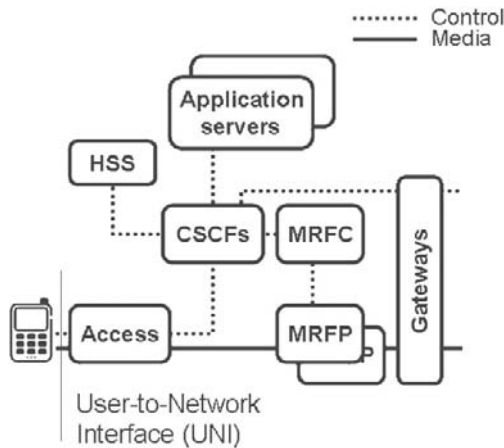 Control
Media
Application
servers
HSS
CSCFs
MRFC
Gateways
Access
MRFP
P
User-to-Network
Interface (UNI)